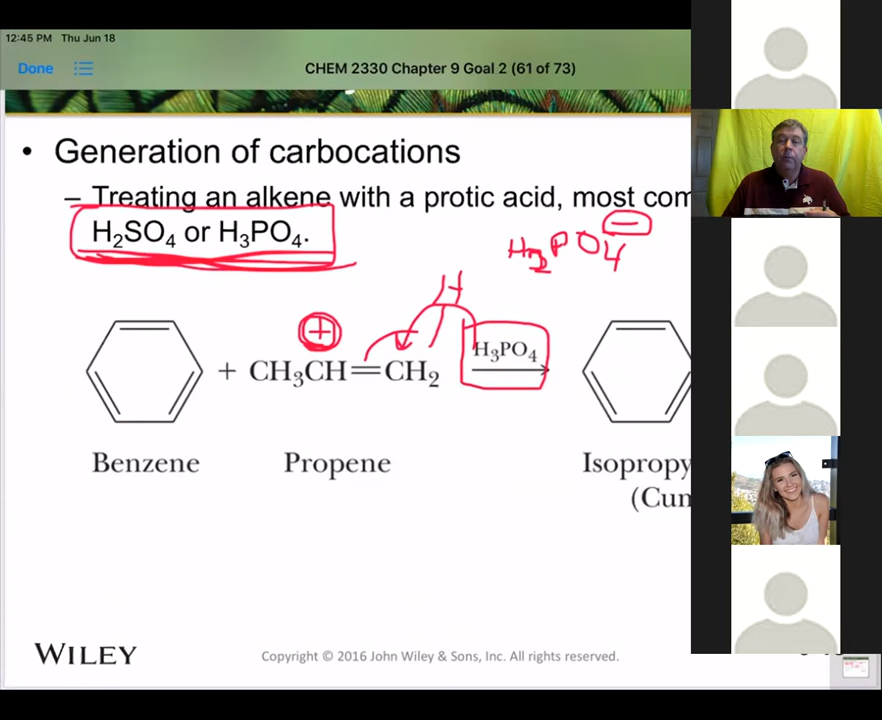 12:45 PM Thu Jun 18
Done
CHEM 2330 Chapter 9 Goal 2 (61 of 73)
• Generation of carbocations
– Treating an alkene with a protic acid, most com
H₂SO₄ or H₃PO₄.
H₂PO₄ −
H
+
+ CH₃CH=CH₂
H₃PO₄
Benzene
Propene
Isopropy
(Cum
WILEY
Copyright © 2016 John Wiley & Sons, Inc. All rights reserved.